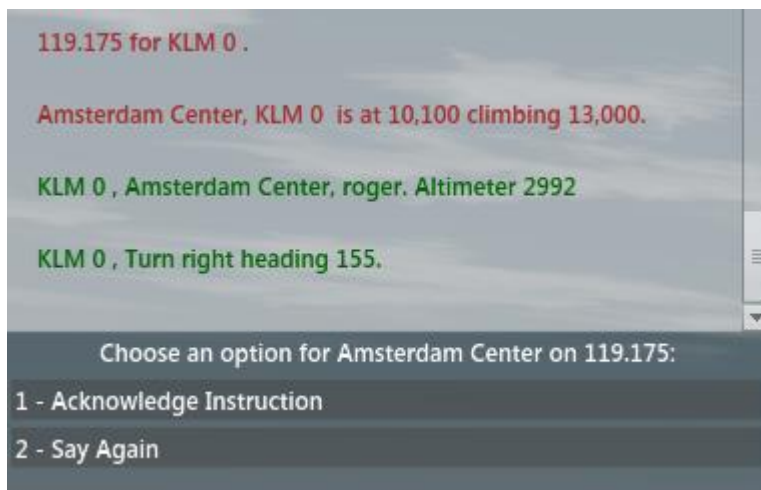 119.175 for KLM 0 .
Amsterdam Center, KLM 0  is at 10,100 climbing 13,000.
KLM 0 , Amsterdam Center, roger. Altimeter 2992
KLM 0 , Turn right heading 155.
Choose an option for Amsterdam Center on 119.175:
1 - Acknowledge Instruction
2 - Say Again